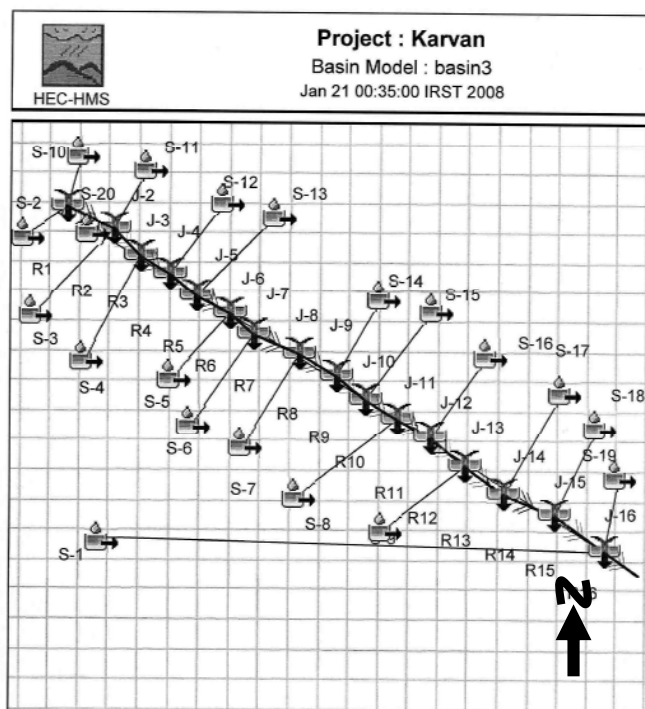 Project : Karvan
Basin Model : basin3
Jan 21 00:35:00 IRST 2008
HEC-HMS
S-10
S-11
S-2
S-20
J-2
S-12
S-13
J-3
J-4
J-5
R1
R2
R3
J-6
J-7
S-14
S-3
R4
J-8
S-15
S-4
R5
J-9
R6
S-16
S-17
S-5
R7
J-10
J-11
S-18
R8
J-12
S-6
R9
J-13
S-19
S-7
R10
J-14
J-15
R11
S-8
R12
J-16
S-1
R13
R14
R15
N